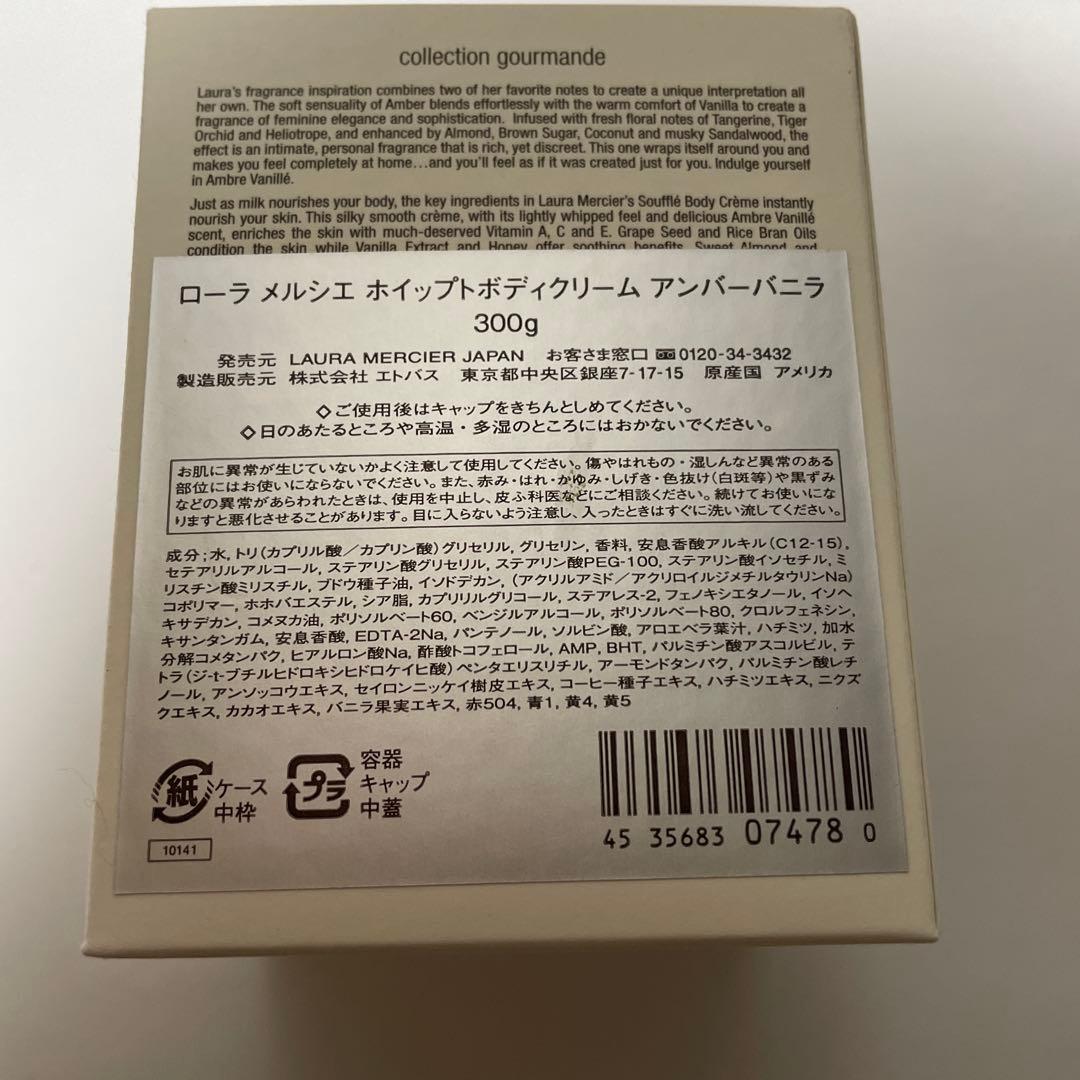 collection gourmande
Laura's fragrance inspiration combines two of her favorite notes to create a unique interpretation all
her own. The soft sensuality of Amber blends effortlessly with the warm comfort of Vanilla to create a
fragrance of feminine elegance and sophistication. Infused with fresh floral notes of Tangerine, Tiger
Orchid and Heliotrope, and enhanced by Almond, Brown Sugar, Coconut and musky Sandalwood, the
effect is an intimate, personal fragrance that is rich, yet discreet. This one wraps itself around you and
makes you feel completely at home...and you'll feel as if it was created just for you. Indulge yourself
in Ambre Vanillé.
Just as milk nourishes your body, the key ingredients in Laura Mercier's Soufflé Body Crème instantly
nourish your skin. This silky smooth crème, with its lightly whipped feel and delicious Ambre Vanillé
scent, enriches the skin with much-deserved Vitamin A, C and E. Grape Seed and Rice Bran Oils
condition the skin while Vanilla Extract and Honey offer soothing benefits. Sweet Almond and
ローラ メルシエ ホイップトボディクリーム アンバーバニラ
300g
発売元 LAURA MERCIER JAPAN お客さま窓口 0120-34-3432
製造販売元 株式会社 エトバス 東京都中央区銀座7-17-15 原産国 アメリカ
◇ご使用後はキャップをきちんとしめてください。
◇日のあたるところや高温・多湿のところにはおかないでください。
お肌に異常が生じていないかよく注意して使用してください。傷やはれもの・湿しんなど異常のある
部位にはお使いにならないでください。また、赤み・はれ・かゆみ・しげき・色抜け(白斑等)や黒ずみ
などの異常があらわれたときは、使用を中止し、皮ふ科医などにご相談ください。続けてお使いにな
りますと悪化させることがあります。目に入らないよう注意し、入ったときはすぐに洗い流してください。
成分;水, トリ(カプリル酸/カプリン酸)グリセリル, グリセリン, 香料, 安息香酸アルキル(C12-15),
セテアリルアルコール, ステアリン酸グリセリル, ステアリン酸PEG-100, ステアリン酸イソセチル, ミ
リスチン酸ミリスチル, ブドウ種子油, イソドデカン, (アクリルアミド/アクリロイルジメチルタウリンNa)
コポリマー, ホホバエステル, シア脂, カプリリルグリコール, ステアレス-2, フェノキシエタノール, イソヘ
キサデカン, コメヌカ油, ポリソルベート60, ベンジルアルコール, ポリソルベート80, クロルフェネシン,
キサンタンガム, 安息香酸, EDTA-2Na, パンテノール, ソルビン酸, アロエベラ葉汁, ハチミツ, 加水
分解コメタンパク, ヒアルロン酸Na, 酢酸トコフェロール, AMP, BHT, パルミチン酸アスコルビル, テ
トラ(ジ-t-ブチルヒドロキシヒドロケイヒ酸)ペンタエリスリチル, アーモンドタンパク, パルミチン酸レチ
ノール, アンソッコウエキス, セイロンニッケイ樹皮エキス, コーヒー種子エキス, ハチミツエキス, ニクズ
クエキス, カカオエキス, バニラ果実エキス, 赤504, 青1, 黄4, 黄5
紙 ケース
中枠
プラ 容器
キャップ
中蓋
45 35683 07478 0
10141